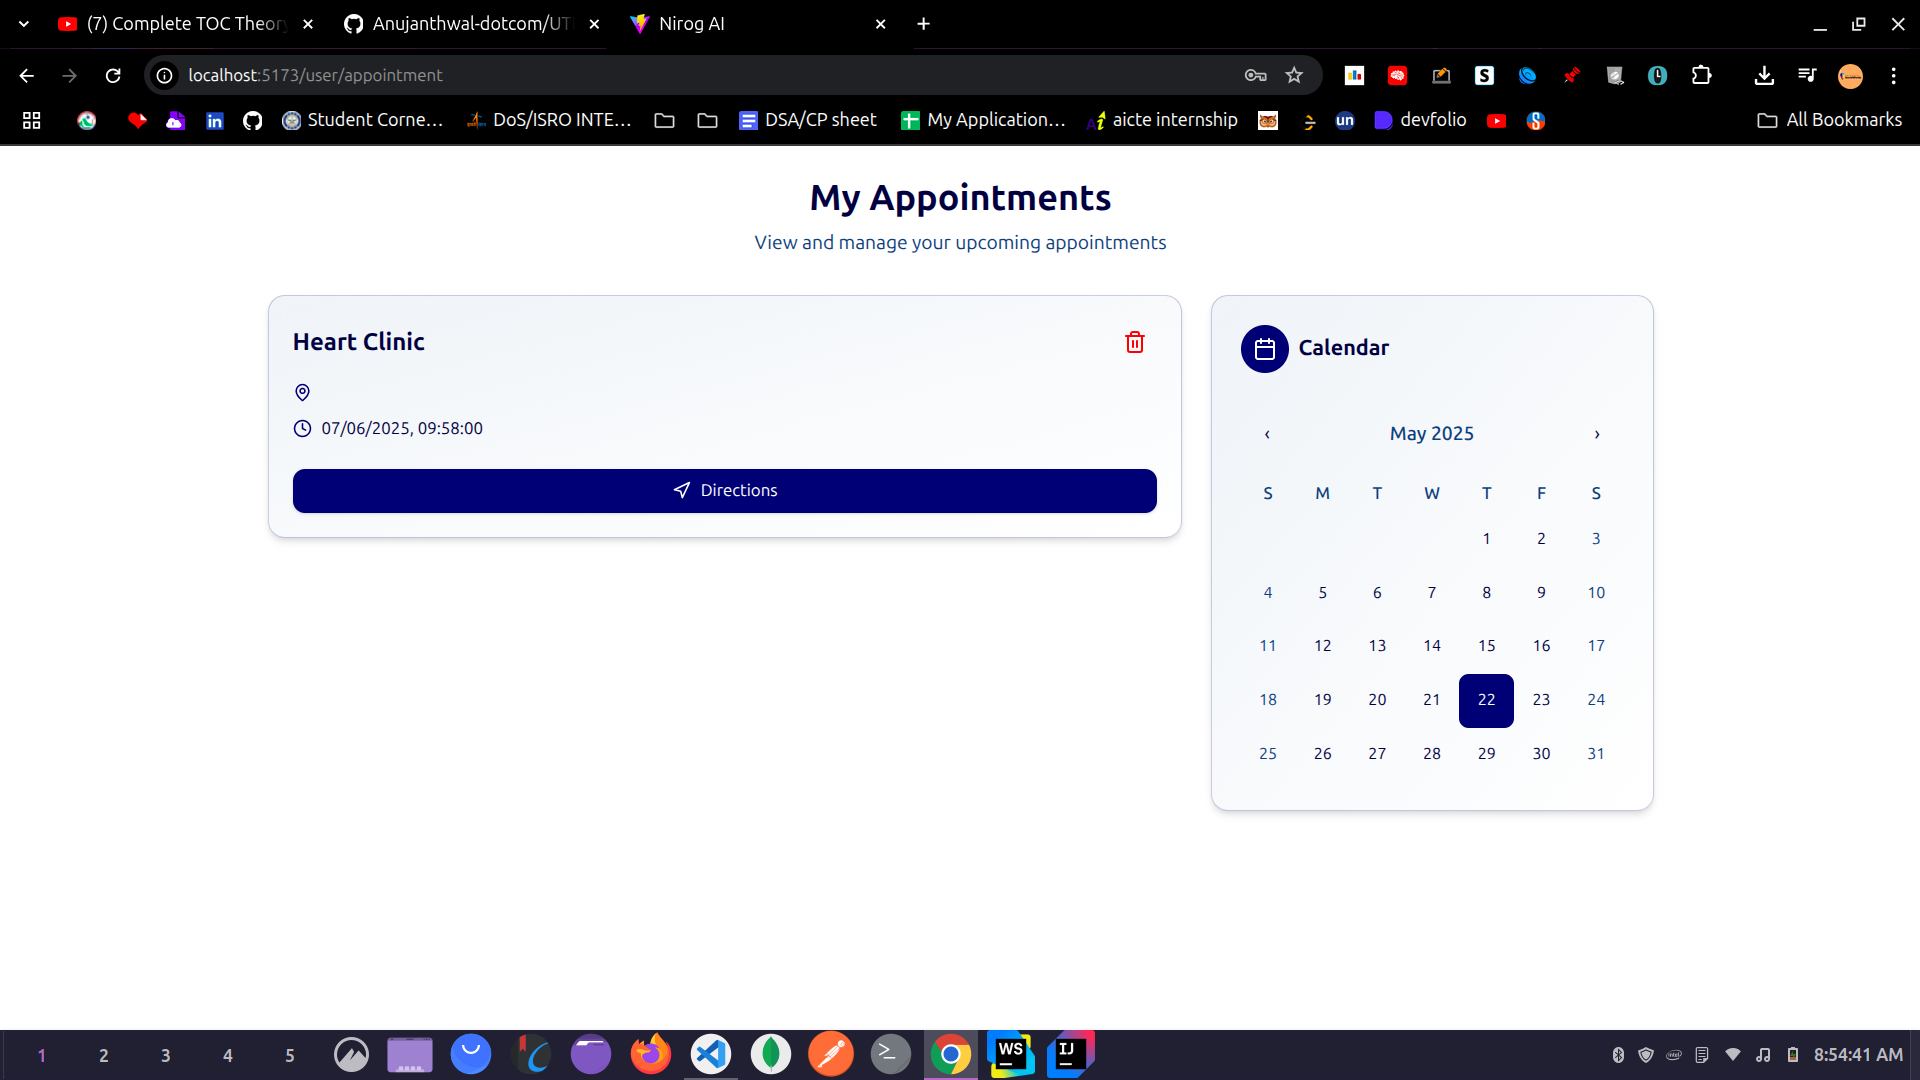 (7) Complete TOC Theory
Anujanthwal-dotcom/UT
Nirog AI
localhost:5173/user/appointment
Student Corne...
DoS/ISRO INTE...
DSA/CP sheet
My Application...
aicte internship
un
devfolio
All Bookmarks
My Appointments
View and manage your upcoming appointments
Heart Clinic
07/06/2025, 09:58:00
Directions
Calendar
‹ May 2025 ›
S M T W T F S
1 2 3
4 5 6 7 8 9 10
11 12 13 14 15 16 17
18 19 20 21 22 23 24
25 26 27 28 29 30 31
1 2 3 4 5
WS
IJ
8:54:41 AM